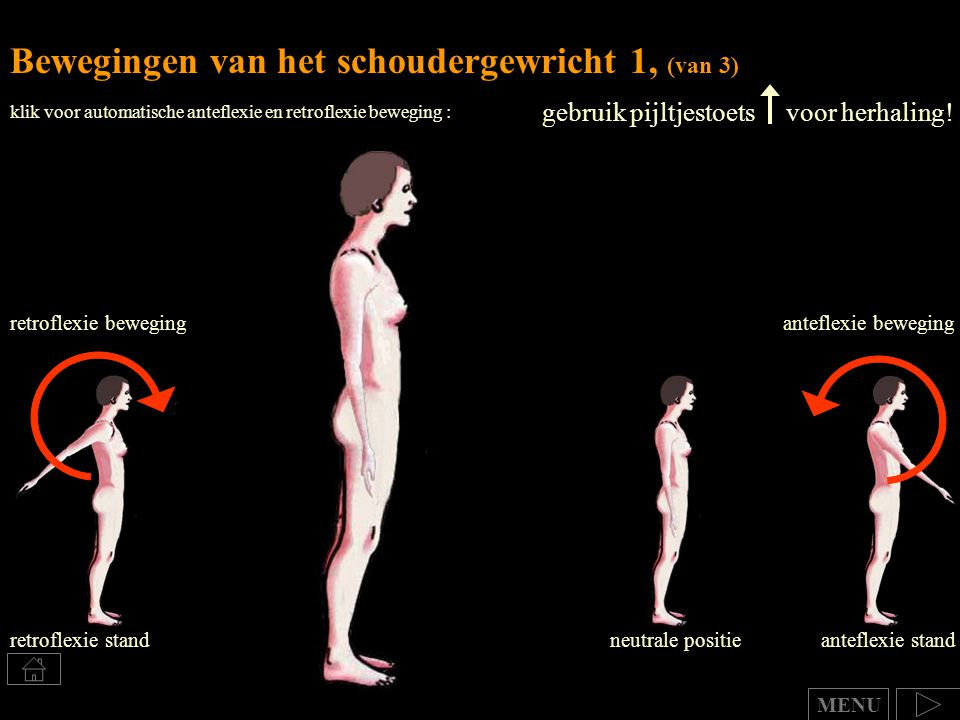 Bewegingen van het schoudergewricht 1, (van 3)
klik voor automatische anteflexie en retroflexie beweging :
gebruik pijltjestoets voor herhaling!
retroflexie beweging
anteflexie beweging
retroflexie stand
neutrale positie
anteflexie stand
MENU